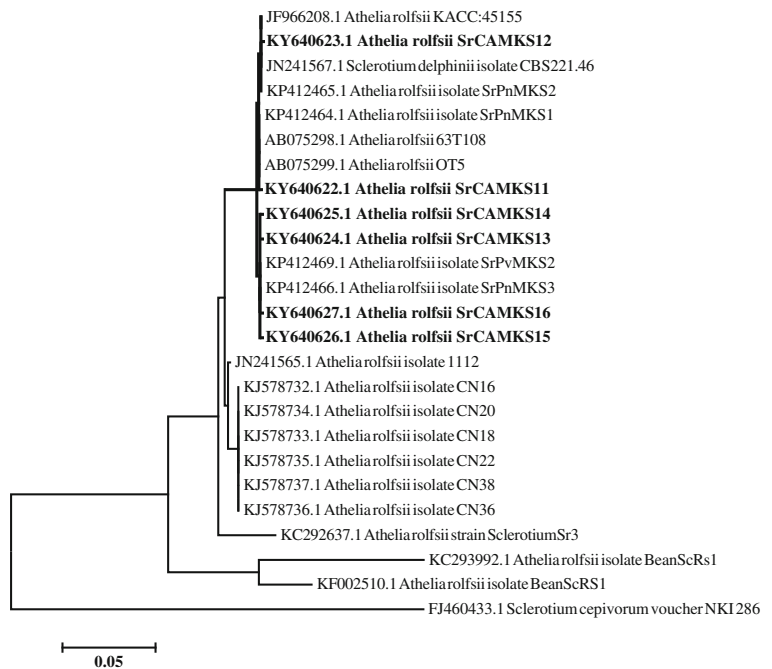 JF966208.1 Athelia rolfsii KACC:45155
KY640623.1 Athelia rolfsii SrCAMKS12
JN241567.1 Sclerotium delphinii isolate CBS221.46
KP412465.1 Athelia rolfsii isolate SrPnMKS2
KP412464.1 Athelia rolfsii isolate SrPnMKS1
AB075298.1 Athelia rolfsii 63T108
AB075299.1 Athelia rolfsii OT5
KY640622.1 Athelia rolfsii SrCAMKS11
KY640625.1 Athelia rolfsii SrCAMKS14
KY640624.1 Athelia rolfsii SrCAMKS13
KP412469.1 Athelia rolfsii isolate SrPvMKS2
KP412466.1 Athelia rolfsii isolate SrPnMKS3
KY640627.1 Athelia rolfsii SrCAMKS16
KY640626.1 Athelia rolfsii SrCAMKS15
JN241565.1 Athelia rolfsii isolate 1112
KJ578732.1 Athelia rolfsii isolate CN16
KJ578734.1 Athelia rolfsii isolate CN20
KJ578733.1 Athelia rolfsii isolate CN18
KJ578735.1 Athelia rolfsii isolate CN22
KJ578737.1 Athelia rolfsii isolate CN38
KJ578736.1 Athelia rolfsii isolate CN36
KC292637.1 Athelia rolfsii strain SclerotiumSr3
KC293992.1 Athelia rolfsii isolate BeanScRs1
KF002510.1 Athelia rolfsii isolate BeanScRS1
FJ460433.1 Sclerotium cepivorum voucher NKI 286
0.05